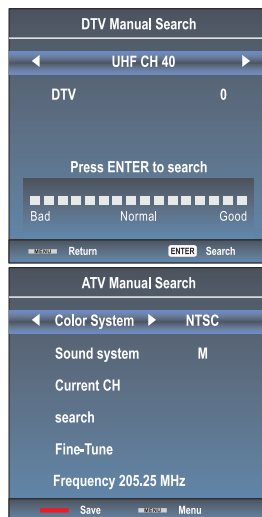 DTV Manual Search
UHF CH 40
DTV 0
Press ENTER to search
Bad Normal Good
MENU Return ENTER Search
ATV Manual Search
Color System NTSC
Sound system M
Current CH
search
Fine-Tune
Frequency 205.25 MHz
Save MENU Menu